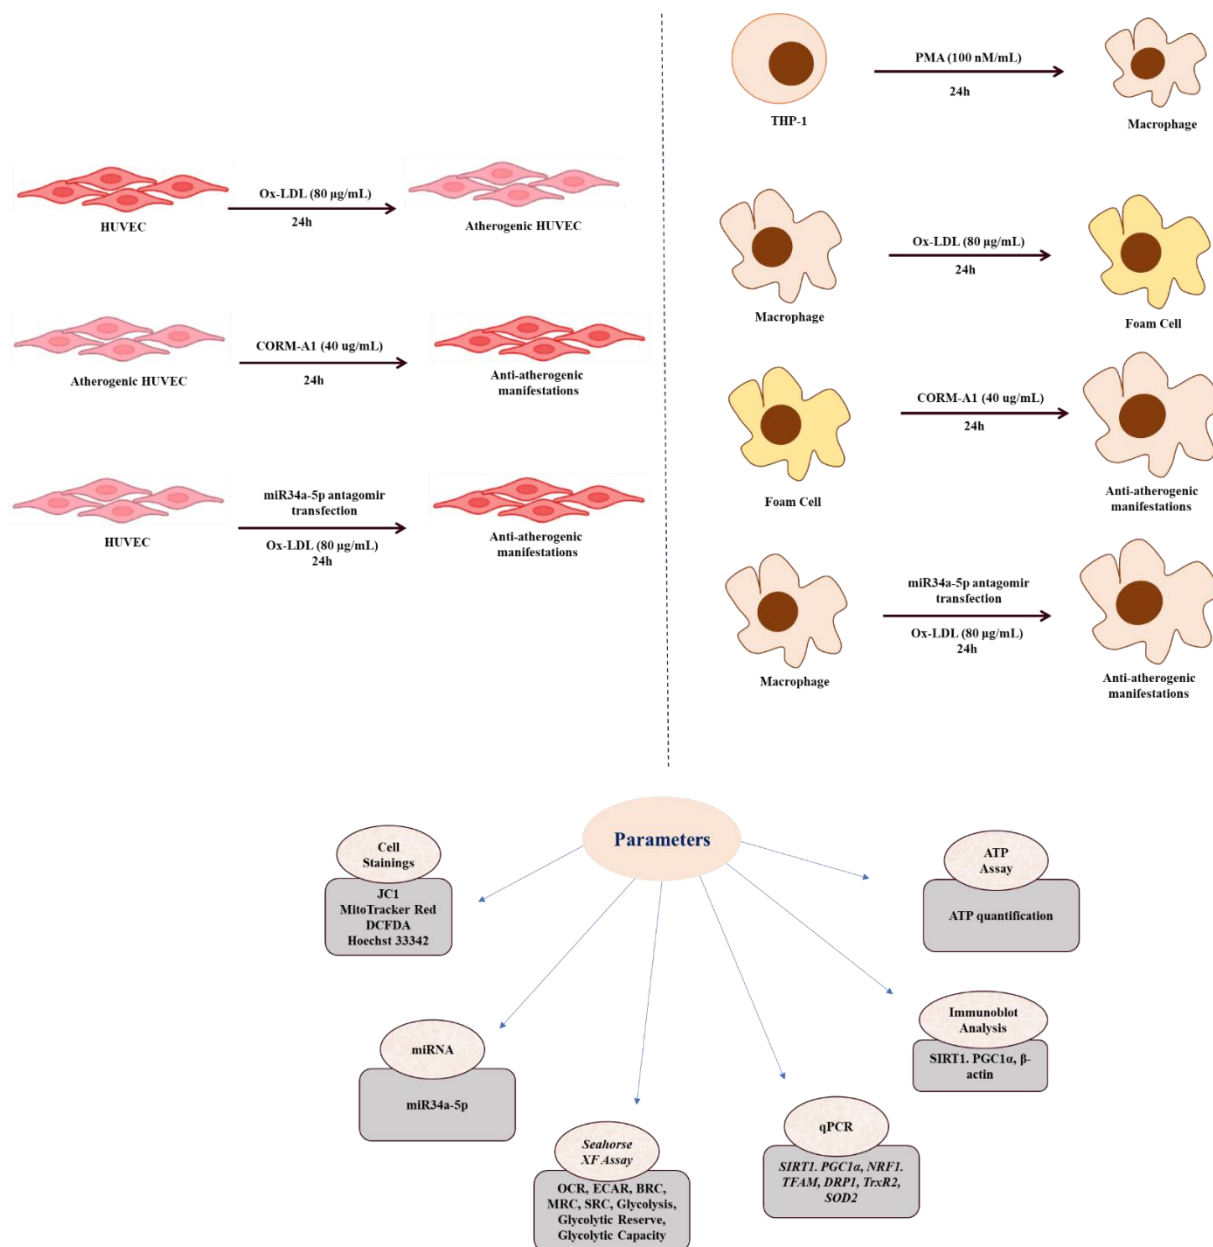 Ox-LDL (80 µg/mL)
24h
HUVEC
Atherogenic HUVEC
CORM-A1 (40 ug/mL)
24h
Atherogenic HUVEC
Anti-atherogenic
manifestations
miR34a-5p antagomir
transfection
Ox-LDL (80 µg/mL)
24h
HUVEC
Anti-atherogenic
manifestations
PMA (100 nM/mL)
24h
THP-1
Macrophage
Ox-LDL (80 µg/mL)
24h
Macrophage
Foam Cell
CORM-A1 (40 ug/mL)
24h
Foam Cell
Anti-atherogenic
manifestations
miR34a-5p antagomir
transfection
Ox-LDL (80 µg/mL)
24h
Macrophage
Anti-atherogenic
manifestations
Parameters
Cell
Stainings
JC1
MitoTracker Red
DCFDA
Hoechst 33342
miRNA
miR34a-5p
Seahorse
XF Assay
OCR, ECAR, BRC,
MRC, SRC, Glycolysis,
Glycolytic Reserve,
Glycolytic Capacity
qPCR
SIRT1. PGC1α, NRF1.
TFAM, DRP1, TrxR2,
SOD2
Immunoblot
Analysis
SIRT1. PGC1α, β-
actin
ATP
Assay
ATP quantification